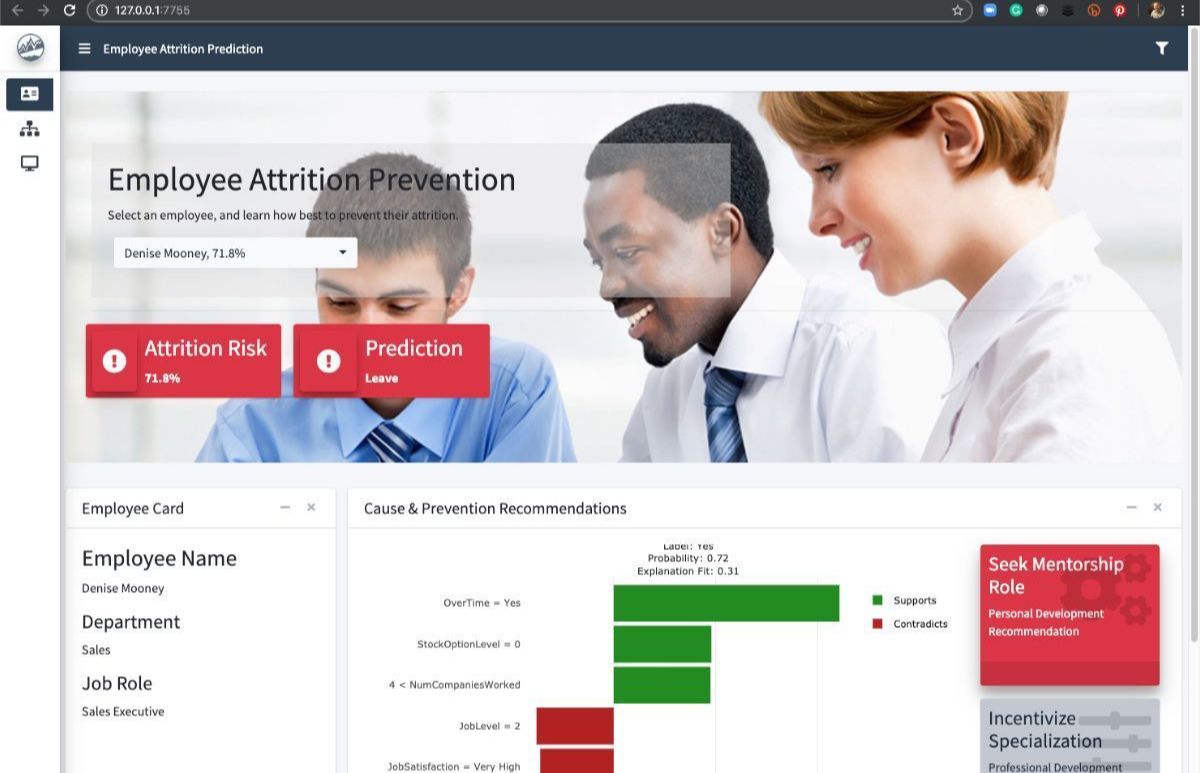 127.0.0.1:7755
Employee Attrition Prediction
Employee Attrition Prevention
Select an employee, and learn how best to prevent their attrition.
Denise Mooney, 71.8%
Attrition Risk
71.8%
Prediction
Leave
Employee Card
Employee Name
Denise Mooney
Department
Sales
Job Role
Sales Executive
Cause & Prevention Recommendations
Label: Yes
Probability: 0.72
Explanation Fit: 0.31
OverTime = Yes
StockOptionLevel = 0
4 < NumCompaniesWorked
JobLevel = 2
JobSatisfaction = Very High
Supports
Contradicts
Seek Mentorship
Role
Personal Development
Recommendation
Incentivize
Specialization
Professional Development